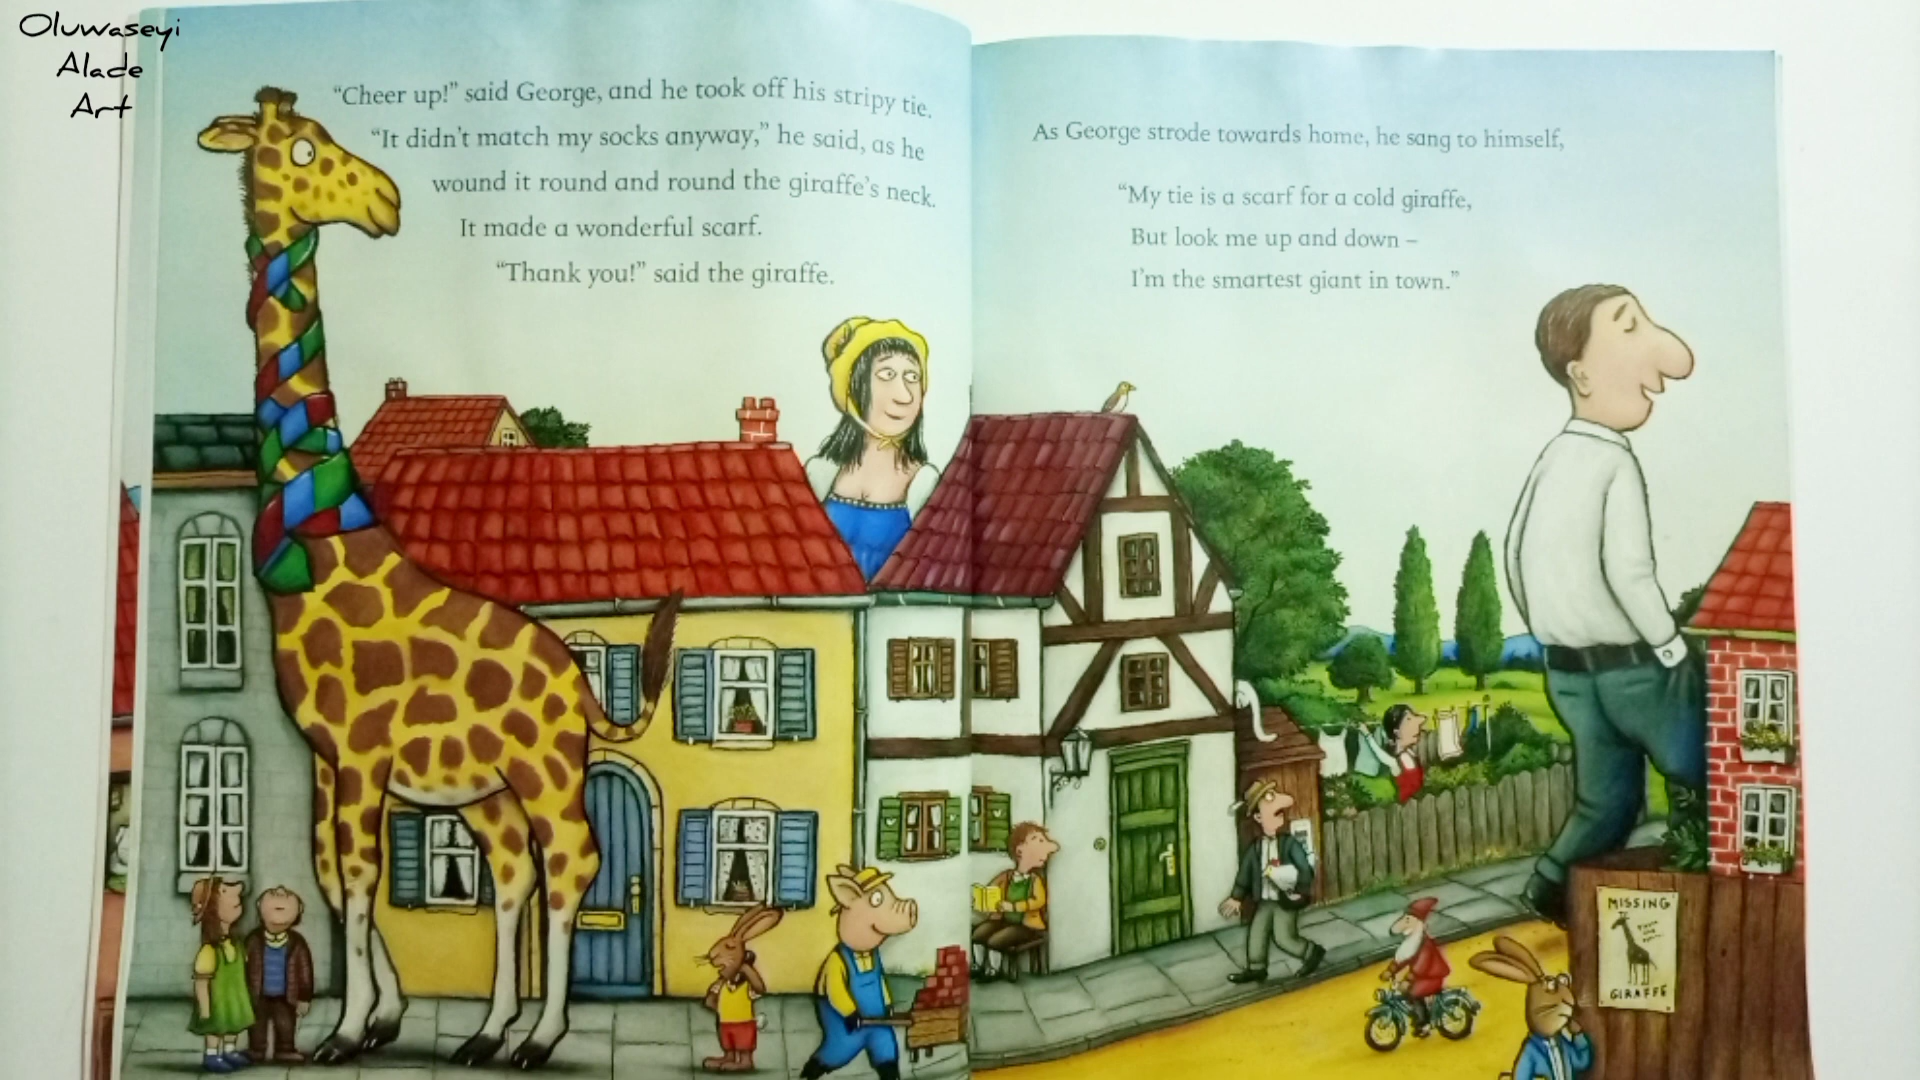 Oluwaseyi
Alade
Art
“Cheer up!” said George, and he took off his stripy tie.
“It didn’t match my socks anyway,” he said, as he
wound it round and round the giraffe’s neck.
It made a wonderful scarf.
“Thank you!” said the giraffe.
As George strode towards home, he sang to himself,
“My tie is a scarf for a cold giraffe,
But look me up and down –
I’m the smartest giant in town.”
MISSING
GIRAFFE